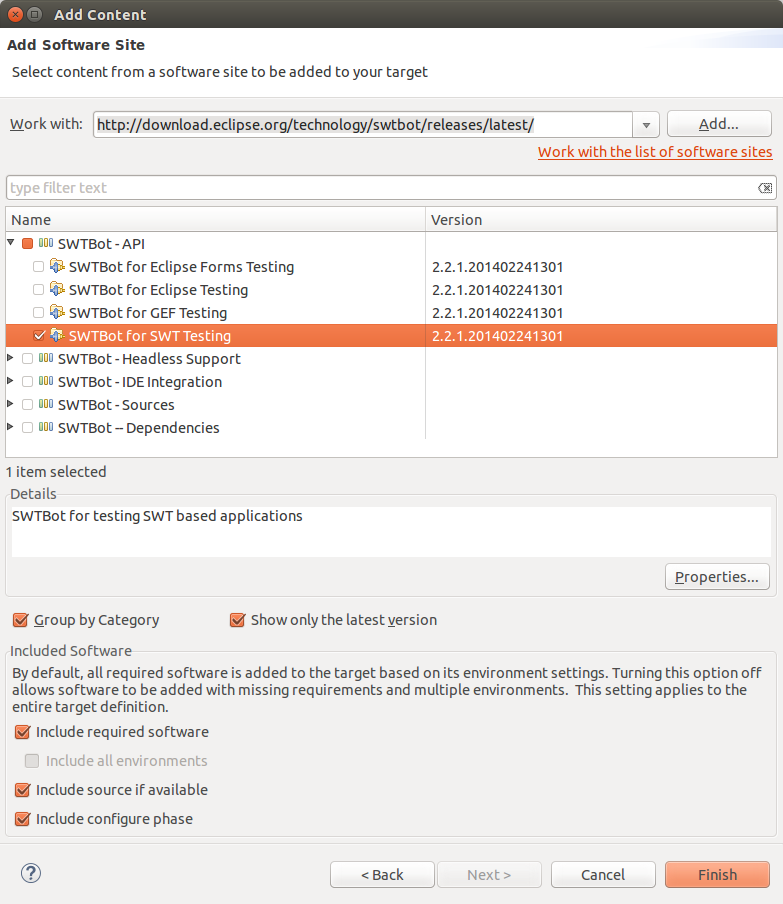 Add Content
Add Software Site
Select content from a software site to be added to your target
Work with: http://download.eclipse.org/technology/swtbot/releases/latest/ Add...
Work with the list of software sites
type filter text
Name Version
SWTBot - API
SWTBot for Eclipse Forms Testing 2.2.1.201402241301
SWTBot for Eclipse Testing 2.2.1.201402241301
SWTBot for GEF Testing 2.2.1.201402241301
SWTBot for SWT Testing 2.2.1.201402241301
SWTBot - Headless Support
SWTBot - IDE Integration
SWTBot - Sources
SWTBot -- Dependencies
1 item selected
Details
SWTBot for testing SWT based applications
Properties...
Group by Category Show only the latest version
Included Software
By default, all required software is added to the target based on its environment settings. Turning this option off
allows software to be added with missing requirements and multiple environments.  This setting applies to the
entire target definition.
Include required software
Include all environments
Include source if available
Include configure phase
? < Back Next > Cancel Finish